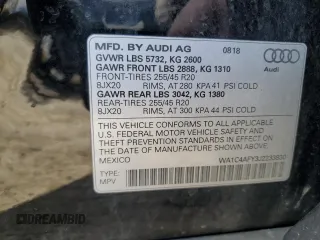 MFD. BY AUDI AG 08/18
GVWR LBS 5732, KG 2600
GAWR FRONT LBS 2888, KG 1310
FRONT-TIRES 255/45 R20
8JX20 RIMS, AT 280 KPA 41 PSI COLD
GAWR REAR LBS 3042, KG 1380
REAR-TIRES 255/45 R20
8JX20 RIMS, AT 300 KPA 44 PSI COLD
THIS VEHICLE CONFORMS TO ALL APPLICABLE
U.S. FEDERAL MOTOR VEHICLE SAFETY AND
THEFT PREVENTION STANDARDS IN EFFECT
ON THE DATE OF MANUFACTURE SHOWN ABOVE.
MEXICO
TYPE:
MPV
© DREAMBID